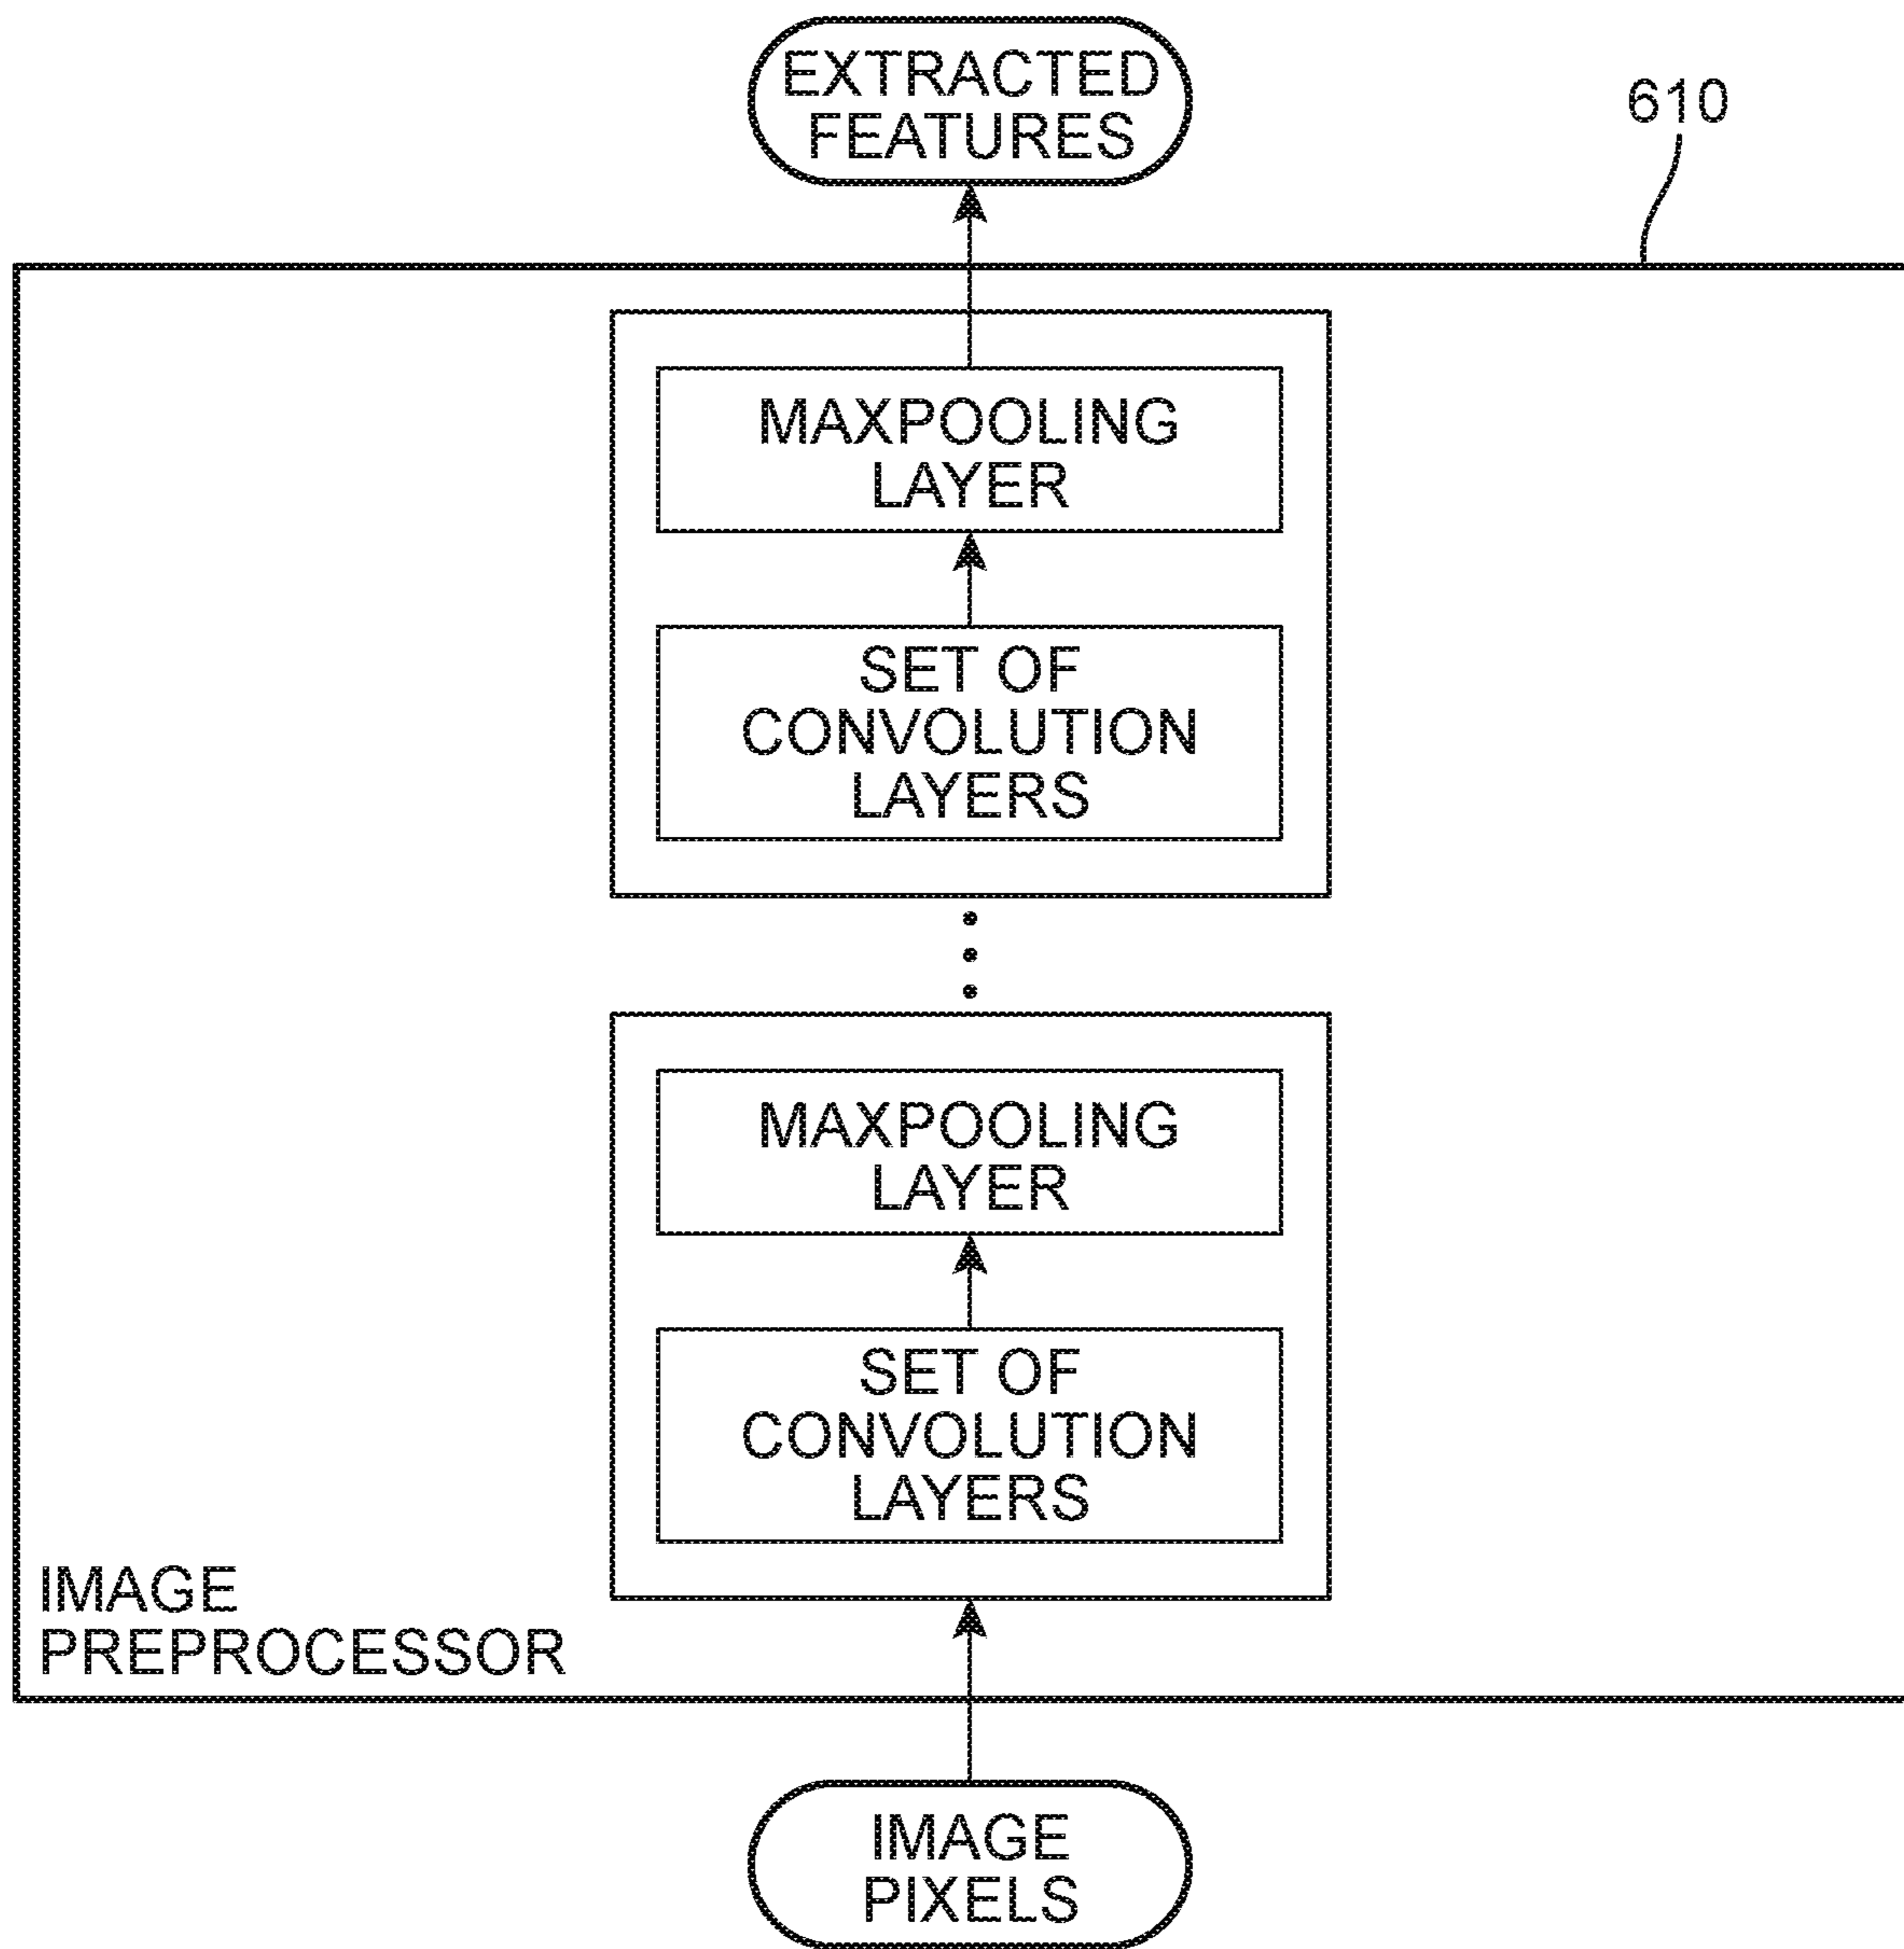 EXTRACTED
FEATURES
610
MAXPOOLING
LAYER
SET OF
CONVOLUTION
LAYERS
MAXPOOLING
LAYER
SET OF
CONVOLUTION
LAYERS
IMAGE
PREPROCESSOR
IMAGE
PIXELS